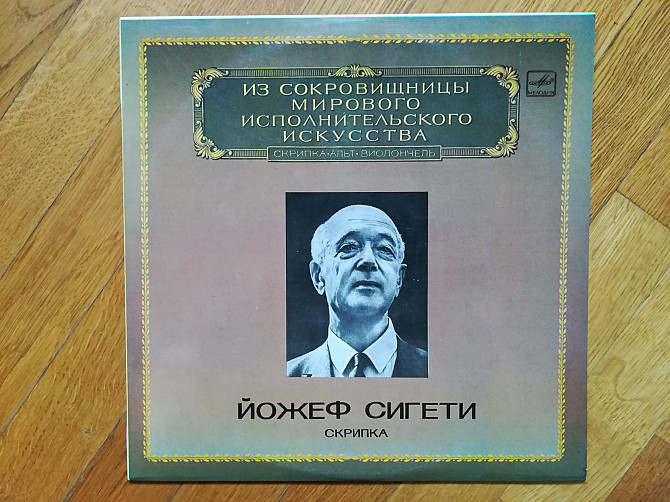 ИЗ СОКРОВИЩНИЦЫ
МИРОВОГО
ИСПОЛНИТЕЛЬСКОГО
ИСКУССТВА
СКРИПКА•АЛЬТ•ВИОЛОНЧЕЛЬ
МЕЛОДИЯ
ЙОЖЕФ СИГЕТИ
СКРИПКА